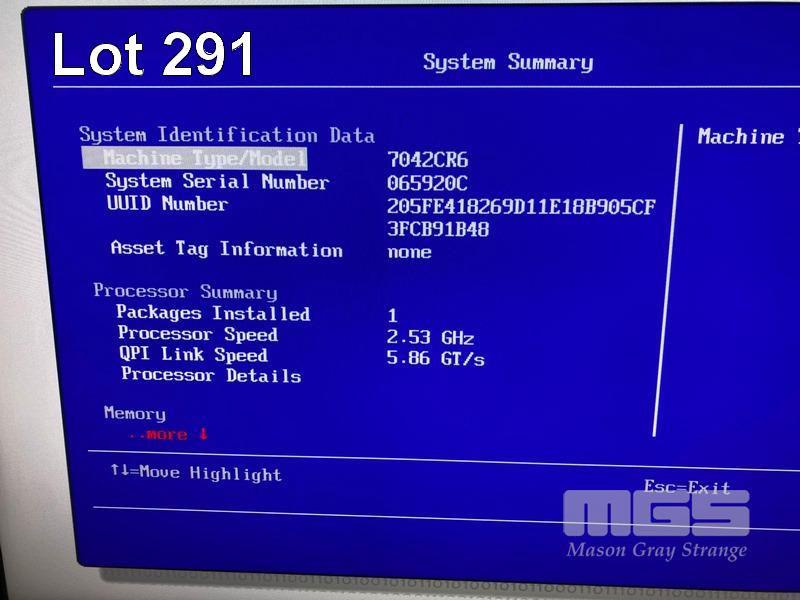 Lot 291
System Summary
System Identification Data
Machine Type/Model 7042CR6
System Serial Number 065920C
UUID Number 205FE418269D11E18B905CF
3FCB91B48
Asset Tag Information none
Processor Summary
Packages Installed 1
Processor Speed 2.53 GHz
QPI Link Speed 5.86 GT/s
Processor Details
Memory
..more ↓
Machine
↑↓=Move Highlight
Esc=Exit
MGS
Mason Gray Strange